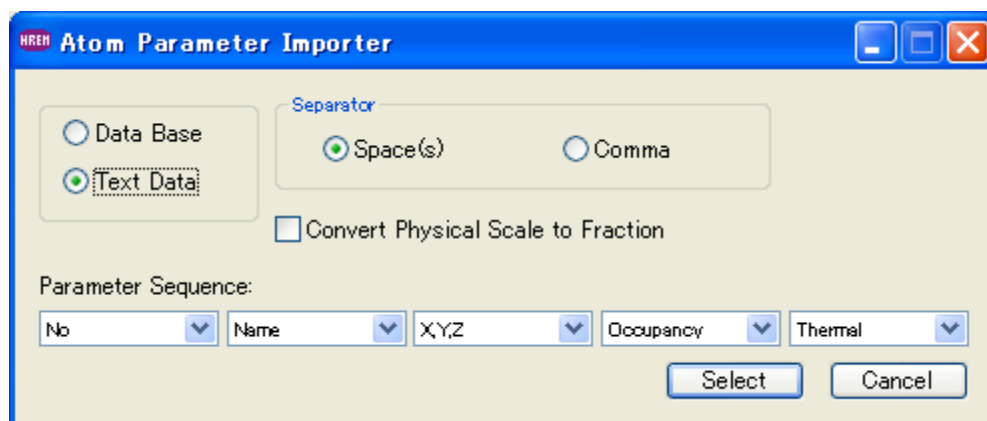 HREM Atom Parameter Importer
Separator
Data Base
Space(s) Comma
Text Data
Convert Physical Scale to Fraction
Parameter Sequence:
No Name X,Y,Z Occupancy Thermal
Select Cancel